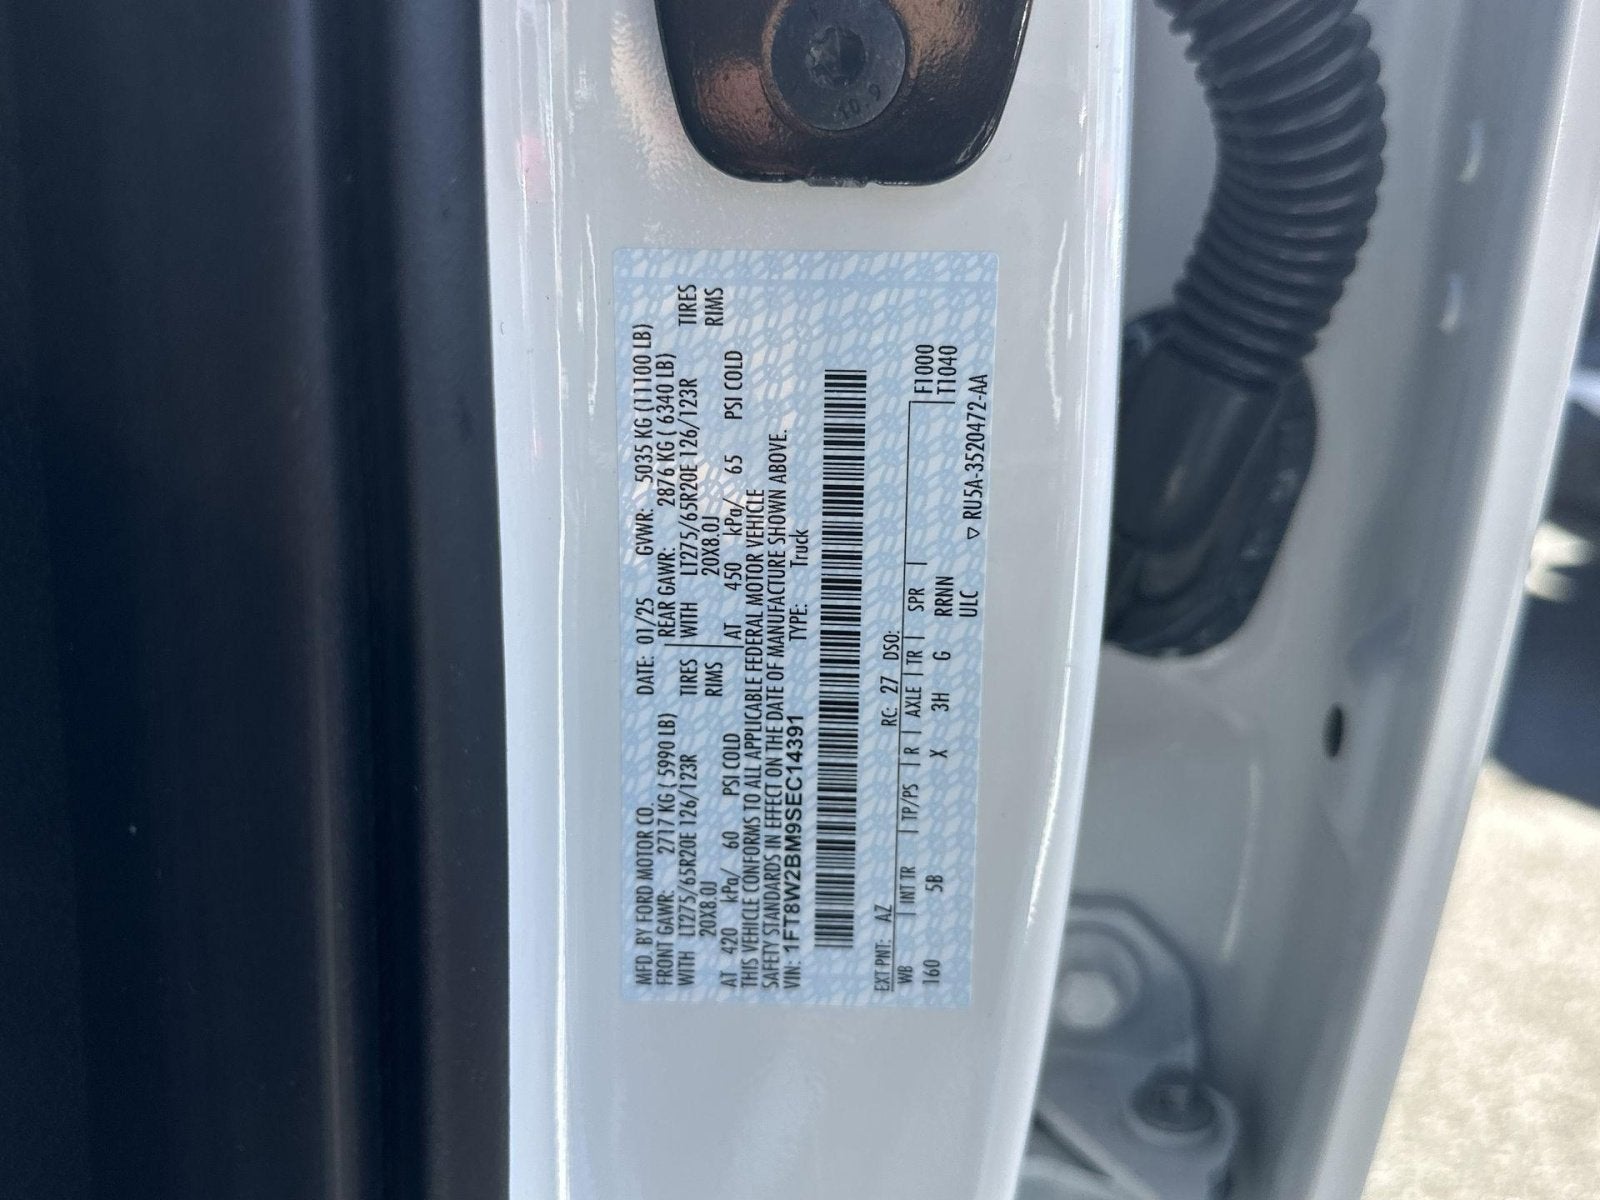 10.9
MFD. BY FORD MOTOR CO. DATE: 01/25 GVWR: 5035 KG (11100 LB)
FRONT GAWR: 2717 KG ( 5990 LB) REAR GAWR: 2876 KG ( 6340 LB)
WITH LT275/65R20E 126/123R TIRES WITH LT275/65R20E 126/123R TIRES
20X8.0J RIMS 20X8.0J RIMS
AT 420 kPa/ 60 PSI COLD AT 450 kPa/ 65 PSI COLD
THIS VEHICLE CONFORMS TO ALL APPLICABLE FEDERAL MOTOR VEHICLE
SAFETY STANDARDS IN EFFECT ON THE DATE OF MANUFACTURE SHOWN ABOVE.
VIN: 1FT8W2BM9SEC14391 TYPE: Truck
EXT PNT: AZ RC: 27 DSO:
WB INT TR TP/PS R AXLE TR SPR F1000
160 5B X 3H G RRNN T1040
ULC ▽ RU5A-3520472-AA